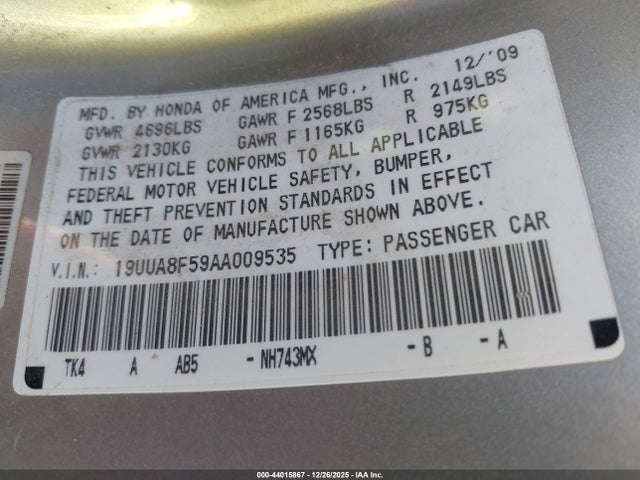 12/'09
MFD. BY HONDA OF AMERICA MFG., INC.
GVWR 4696LBS GAWR F 2568LBS R 2149LBS
GVWR 2130KG GAWR F 1165KG R 975KG
THIS VEHICLE CONFORMS TO ALL APPLICABLE
FEDERAL MOTOR VEHICLE SAFETY, BUMPER,
AND THEFT PREVENTION STANDARDS IN EFFECT
ON THE DATE OF MANUFACTURE SHOWN ABOVE.
V.I.N.: 19UUA8F59AA009535 TYPE: PASSENGER CAR
TK4 A AB5 -NH743MX -B -A
000-44015867 - 12/26/2025 - IAA Inc.